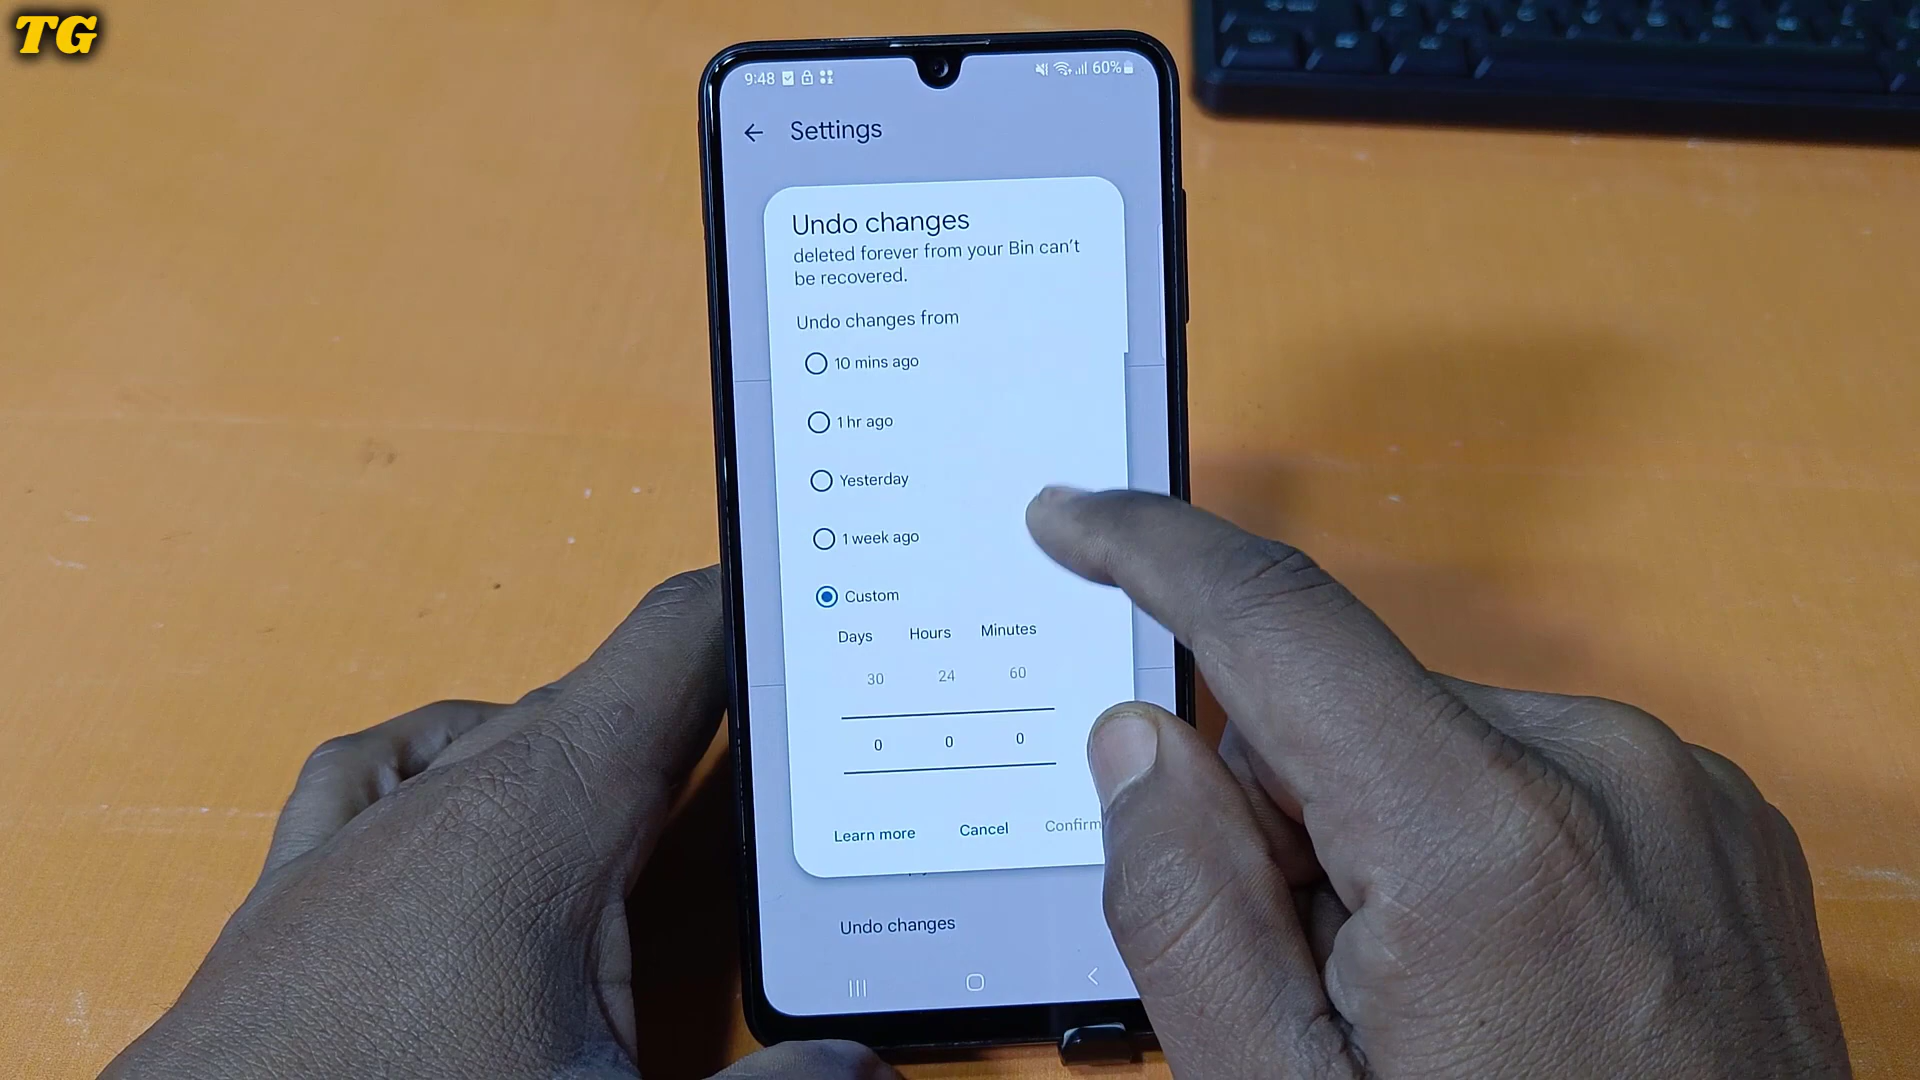 TG
9:48
60%
Settings
Undo changes
deleted forever from your Bin can't
be recovered.
Undo changes from
10 mins ago
1 hr ago
Yesterday
1 week ago
Custom
Days Hours Minutes
30 24 60
0 0 0
Learn more Cancel Confirm
Undo changes